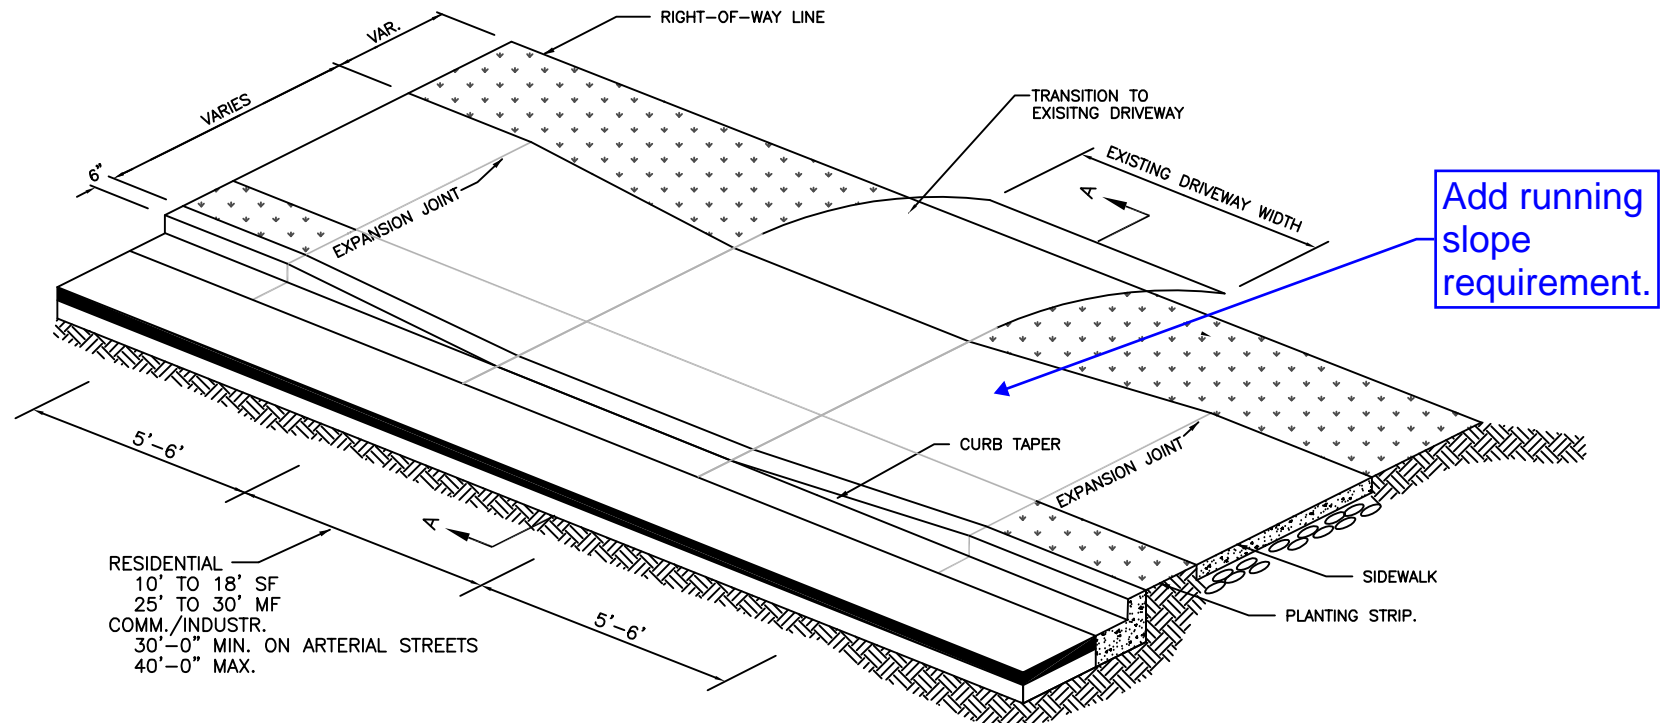 RIGHT-OF-WAY LINE
VAR.
VARIES
6"
TRANSITION TO
EXISITNG DRIVEWAY
EXISTING DRIVEWAY WIDTH
A
Add running
slope
requirement.
EXPANSION JOINT
CURB TAPER
EXPANSION JOINT
5'-6'
A
RESIDENTIAL
10' TO 18' SF
25' TO 30' MF
COMM./INDUSTR.
30'-0" MIN. ON ARTERIAL STREETS
40'-0" MAX.
5'-6'
SIDEWALK
PLANTING STRIP.